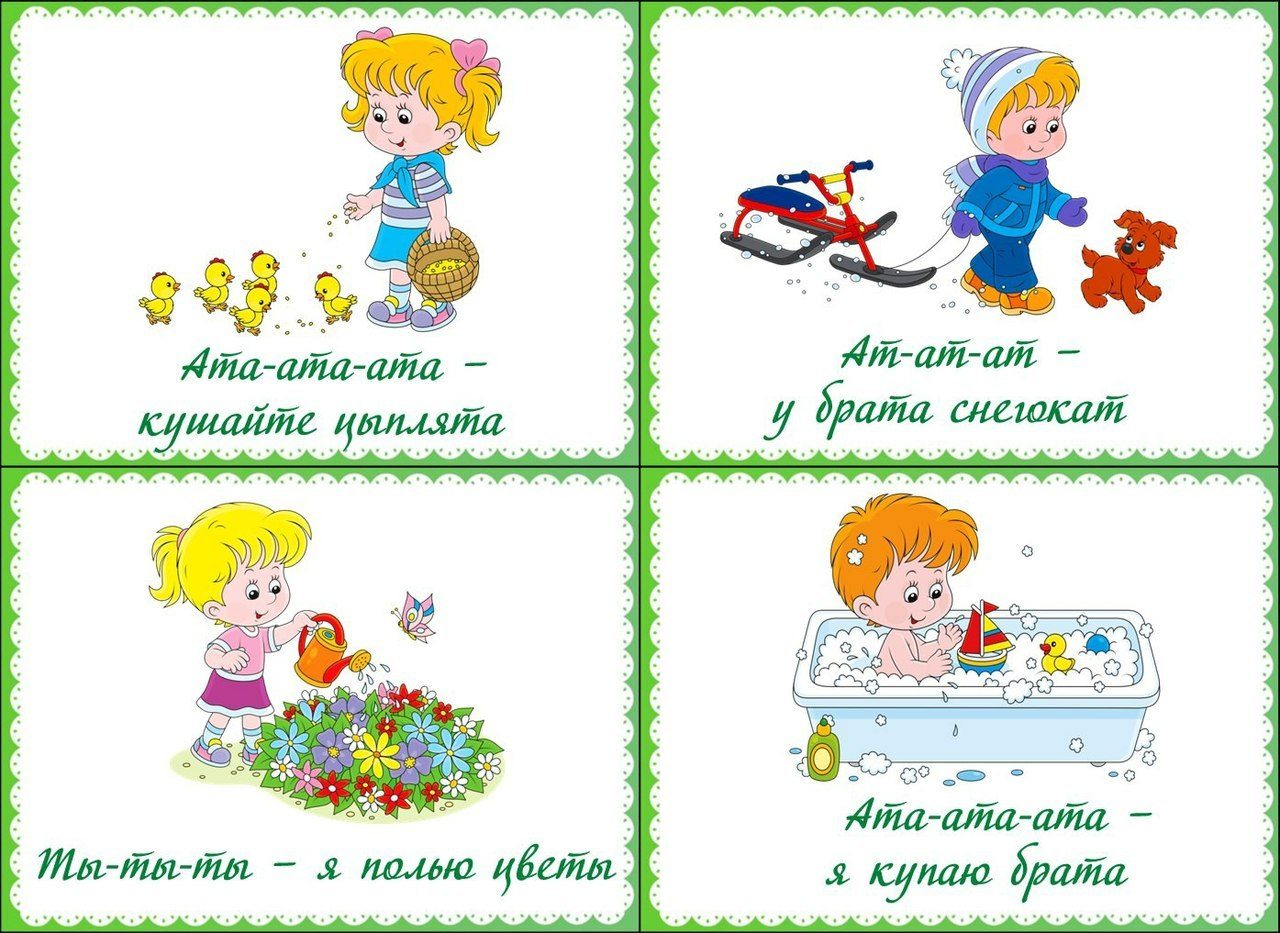 Ата-ата-ата –
кушайте цыплята
Ат-ат-ат –
у брата снегокат
Ты-ты-ты – я полью цветы
Ата-ата-ата –
я купаю брата